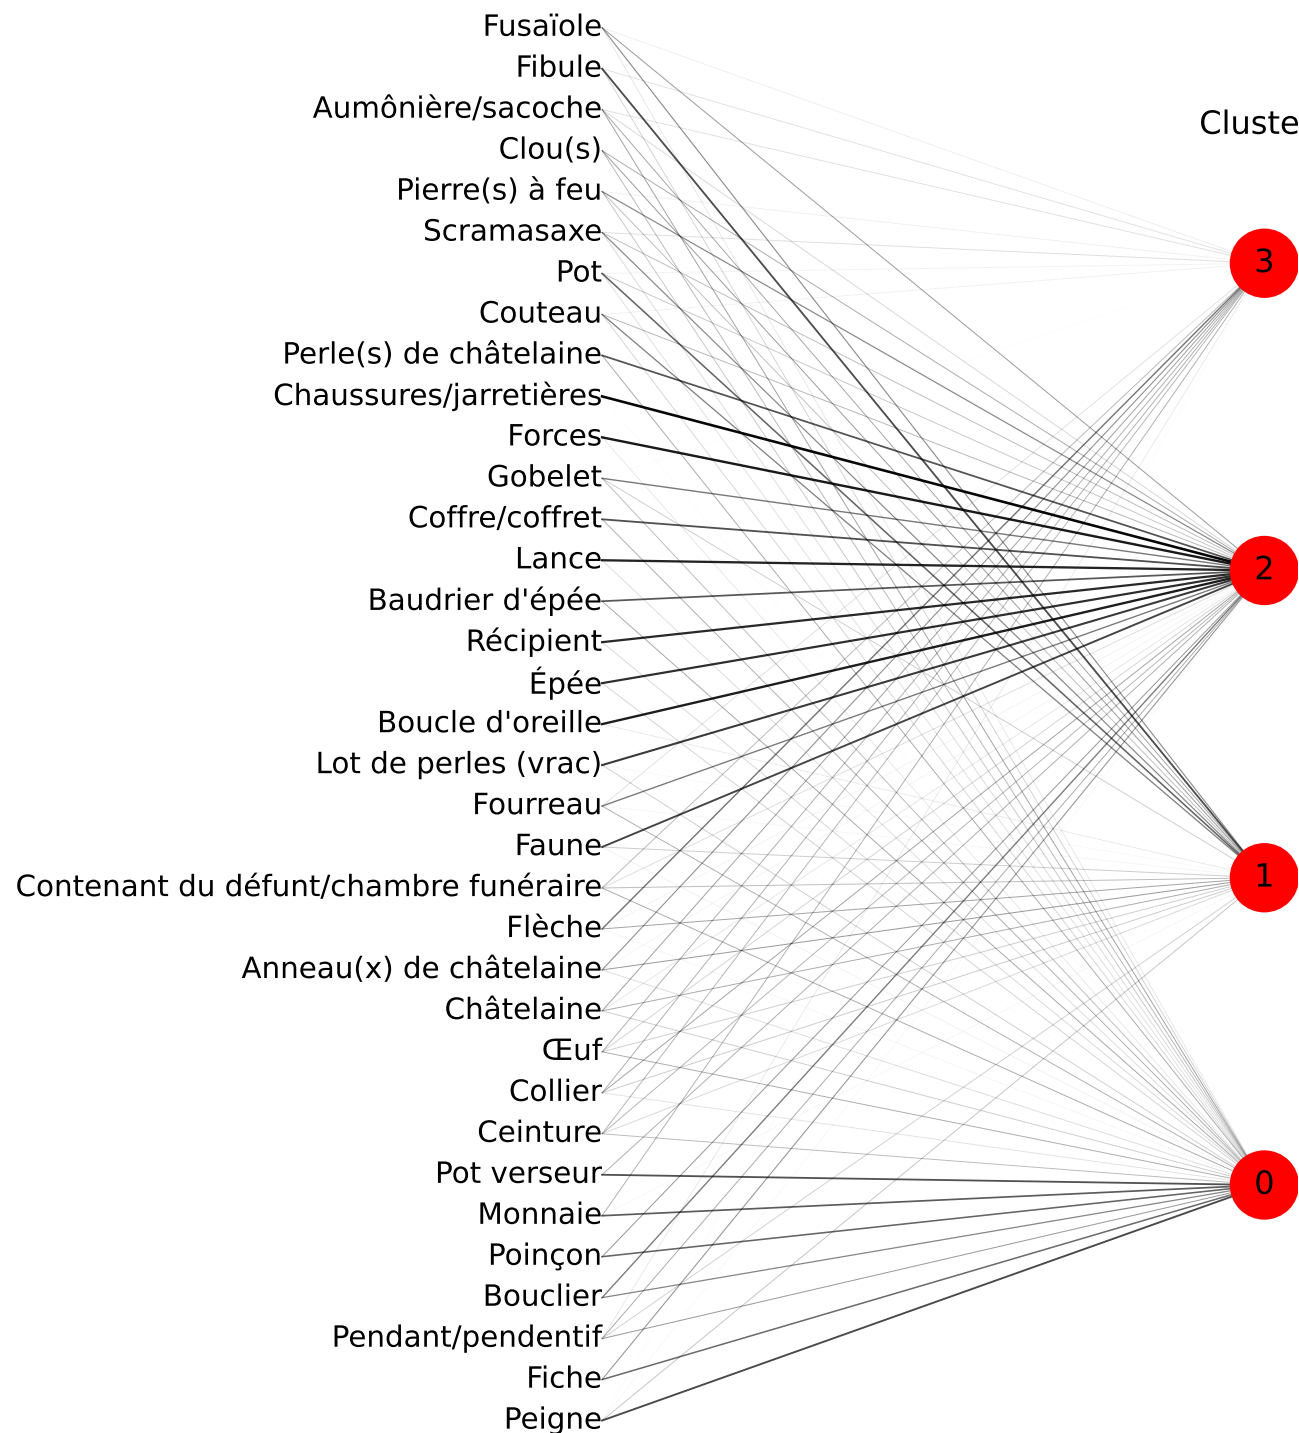 Fusaïole
Fibule
Aumônière/sacoche
Cluste
Clou(s)
Pierre(s) à feu
Scramasaxe
3
Pot
Couteau
Perle(s) de châtelaine
Chaussures/jarretières
Forces
Gobelet
Coffre/coffret
Lance
2
Baudrier d'épée
Récipient
Épée
Boucle d'oreille
Lot de perles (vrac)
Fourreau
Faune
1
Contenant du défunt/chambre funéraire
Flèche
Anneau(x) de châtelaine
Châtelaine
Œuf
Collier
Ceinture
Pot verseur
0
Monnaie
Poinçon
Bouclier
Pendant/pendentif
Fiche
Peigne